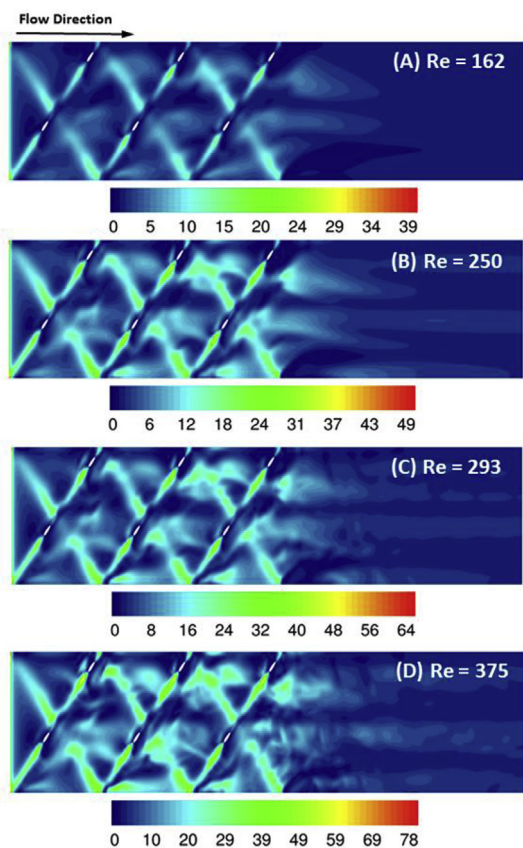 Flow Direction
(A) Re = 162
0 5 10 15 20 24 29 34 39
(B) Re = 250
0 6 12 18 24 31 37 43 49
(C) Re = 293
0 8 16 24 32 40 48 56 64
(D) Re = 375
0 10 20 29 39 49 59 69 78